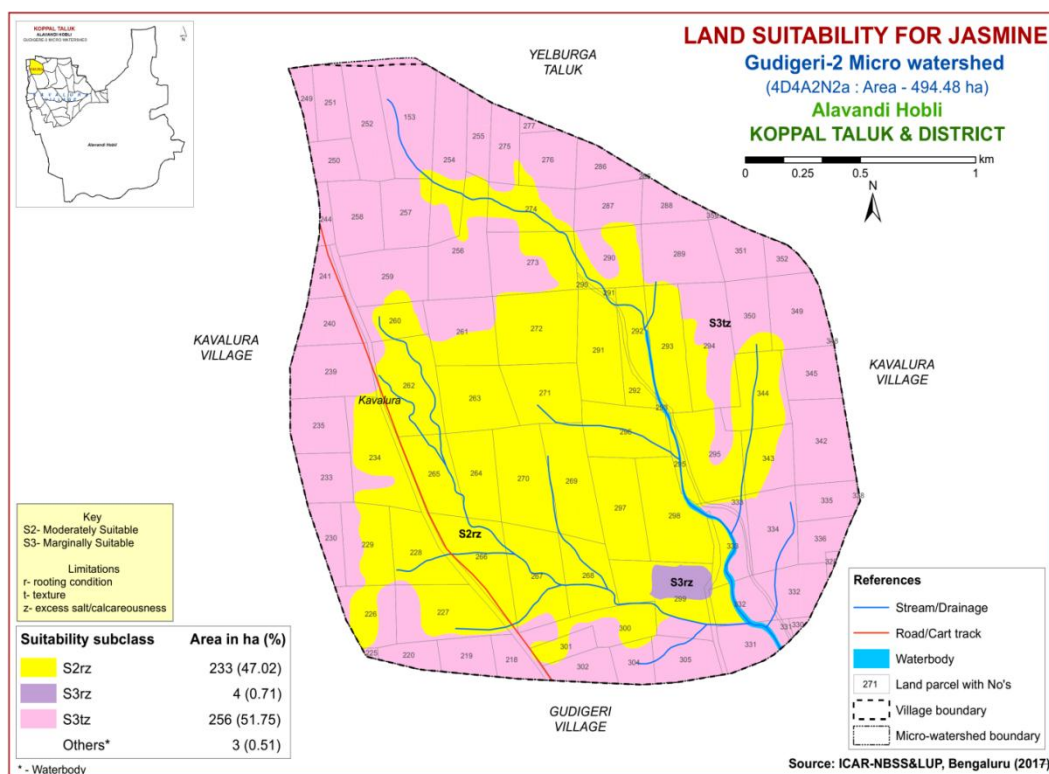 KOPPAL TALUK
ALAVANDI HOBLI
GUDIGERI-2 MICRO WATERSHED
Alavandi Hobli
LAND SUITABILITY FOR JASMINE
Gudigeri-2 Micro watershed
(4D4A2N2a : Area - 494.48 ha)
Alavandi Hobli
KOPPAL TALUK & DISTRICT
km
0 0.25 0.5 1
N
YELBURGA
TALUK
249 251 252 153 255 277
275 276
250 254 286
288
244 258 257 274 287
256 351 352
241 259 273 290 289
290 291
240 260 261 272 292 293 S3tz 350 349
294
KAVALURA
VILLAGE
291
239 262 263 271 292 344 345
KAVALURA
VILLAGE
Kavalura
235 234 295 343 342
233 265 264 270 269
297 298 335
230 229 228 S2rz 266 334 336
267 268 S3rz
299 332 332
226 227 300 331 330
225 220 219 218 301 302 304 305 331
GUDIGERI
VILLAGE
Key
S2- Moderately Suitable
S3- Marginally Suitable
Limitations
r- rooting condition
t- texture
z- excess salt/calcareousness
Suitability subclass Area in ha (%)
S2rz 233 (47.02)
S3rz 4 (0.71)
S3tz 256 (51.75)
Others* 3 (0.51)
* - Waterbody
References
Stream/Drainage
Road/Cart track
Waterbody
271 Land parcel with No's
Village boundary
Micro-watershed boundary
Source: ICAR-NBSS&LUP, Bengaluru (2017)